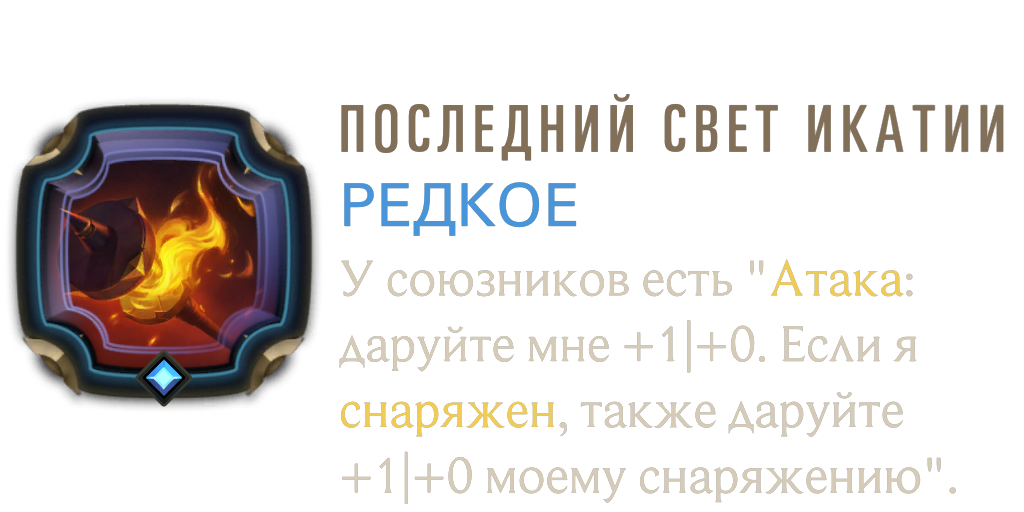 ПОСЛЕДНИЙ СВЕТ ИКАТИИ
РЕДКОЕ
У союзников есть "Атака:
даруйте мне +1|+0. Если я
снаряжен, также даруйте
+1|+0 моему снаряжению".